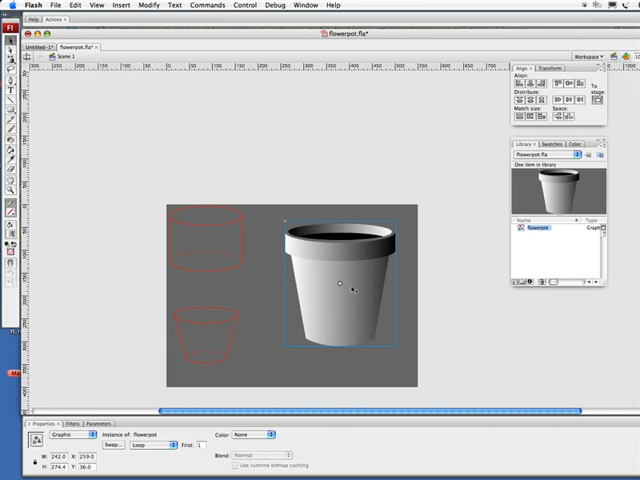 Flash File Edit View Insert Modify Text Commands Control Debug Window Help
Help Actions ×
flowerpot.fla*
Untitled-1* flowerpot.fla* ×
Scene 1 Workspace
Fl
Align × Transform
Align:
Distribute:
To stage:
Match size: Space:
Library × Swatches Color
flowerpot.fla
One item in library
Name Type
flowerpot Graph
Properties × Filters Parameters
Graphic Instance of: flowerpot Color: None
Swap... Loop First: 1
W: 242.0 X: 259.0 Blend: Normal
H: 274.4 Y: 36.0 Use runtime bitmap caching